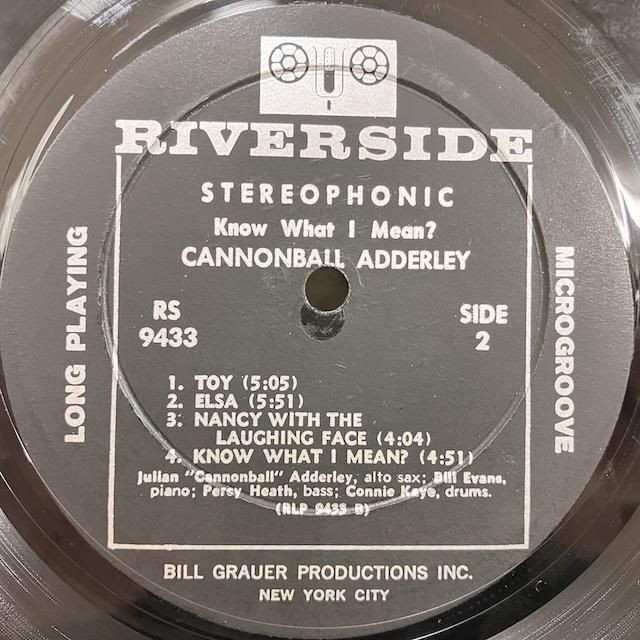 RIVERSIDE
STEREOPHONIC
Know What I Mean?
CANNONBALL ADDERLEY
RS
9433
SIDE
2
LONG PLAYING
MICROGROOVE
1. TOY (5:05)
2. ELSA (5:51)
3. NANCY WITH THE
LAUGHING FACE (4:04)
4. KNOW WHAT I MEAN? (4:51)
Julian "Cannonball" Adderley, alto sax; Bill Evans,
piano; Percy Heath, bass; Connie Kaye, drums.
(RLP 9433 B)
BILL GRAUER PRODUCTIONS INC.
NEW YORK CITY